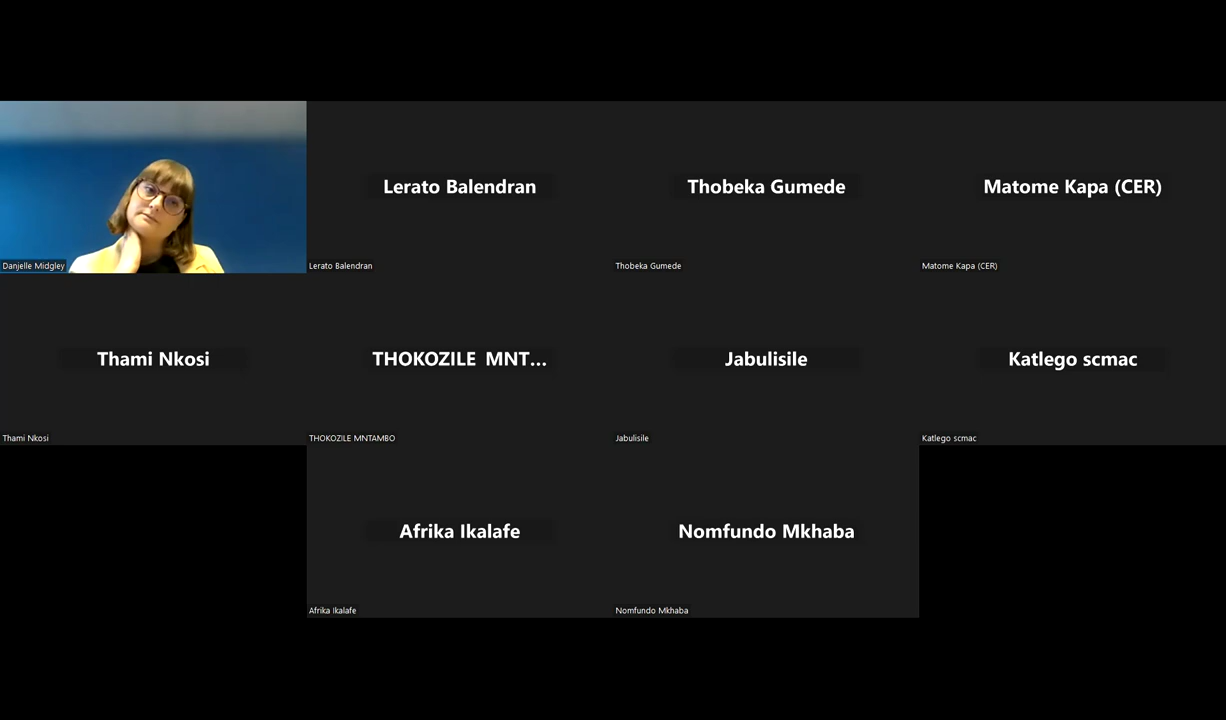 Lerato Balendran
Thobeka Gumede
Matome Kapa (CER)
Danjelle Midgley
Lerato Balendran
Thobeka Gumede
Matome Kapa (CER)
Thami Nkosi
THOKOZILE MNT...
Jabulisile
Katlego scmac
Thami Nkosi
THOKOZILE MNTAMBO
Jabulisile
Katlego scmac
Afrika Ikalafe
Nomfundo Mkhaba
Afrika Ikalafe
Nomfundo Mkhaba